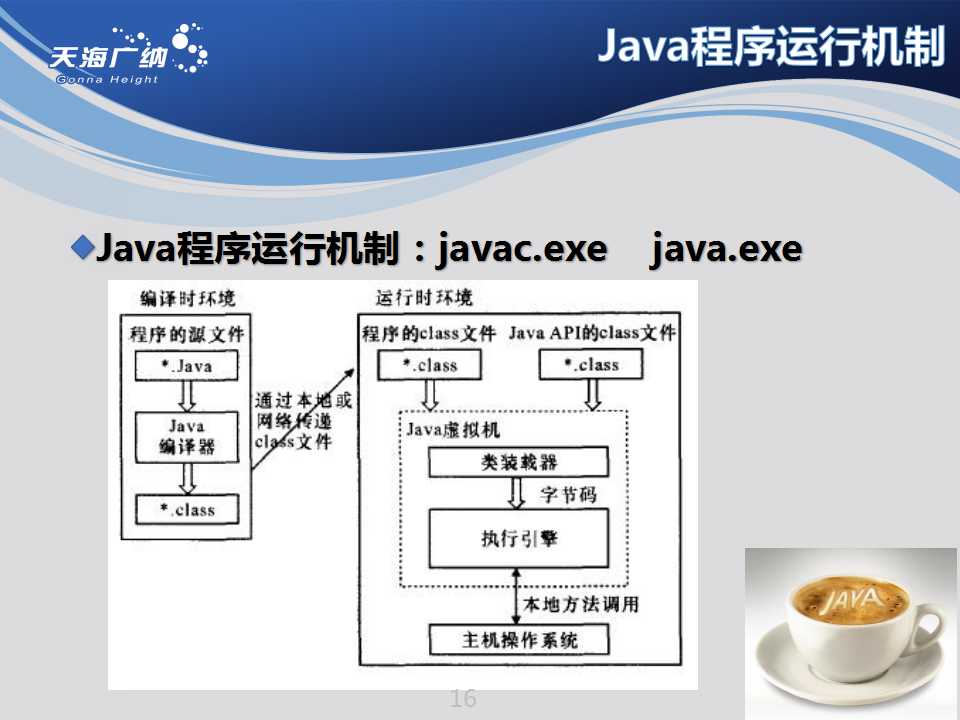 天海广纳
Gonna Height
Java程序运行机制
Java程序运行机制：javac.exe java.exe
编译时环境
程序的源文件
*.Java
Java
编译器
*.class
通过本地或
网络传递
class文件
运行时环境
程序的class文件
Java API的class文件
*.class
*.class
Java虚拟机
类装载器
字节码
执行引擎
本地方法调用
主机操作系统
JAVA
16